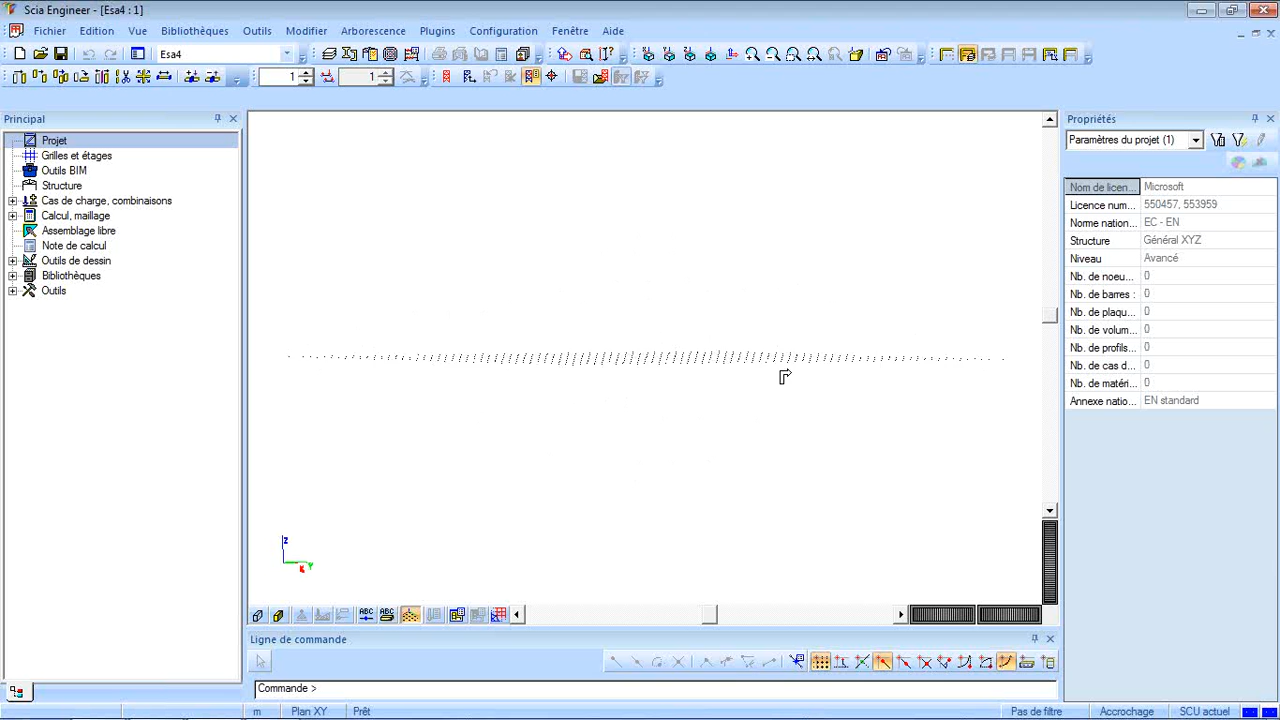 Scia Engineer - [Esa4 : 1]
Fichier Edition Vue Bibliothèques Outils Modifier Arborescence Plugins Configuration Fenêtre Aide
Esa4
1 1
Principal
Projet
Grilles et étages
Outils BIM
Structure
Cas de charge, combinaisons
Calcul, maillage
Assemblage libre
Note de calcul
Outils de dessin
Bibliothèques
Outils
z
x Y
ABC ABC
Ligne de commande
Commande >
m Plan XY Prêt Pas de filtre Accrochage SCU actuel
Propriétés
Paramètres du projet (1)
Nom de licen... Microsoft
Licence num... 550457, 553959
Norme nation... EC - EN
Structure Général XYZ
Niveau Avancé
Nb. de noeu... 0
Nb. de barres : 0
Nb. de plaqu... 0
Nb. de volum... 0
Nb. de profils... 0
Nb. de cas d... 0
Nb. de matéri... 0
Annexe natio... EN standard